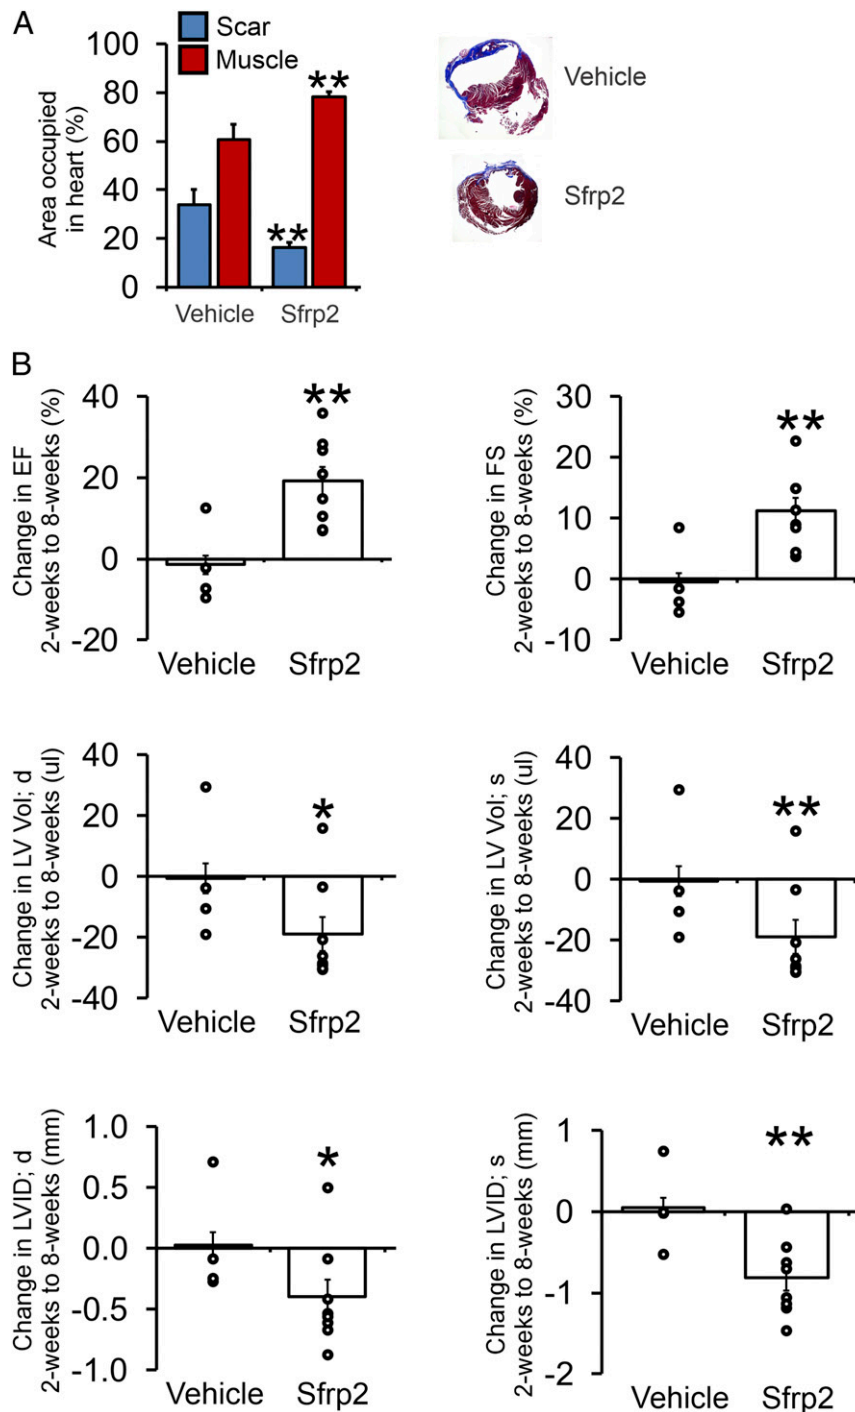 A
Scar
Muscle
Area occupied
in heart (%)
100
80
60
40
20
0
**
**
Vehicle
Sfrp2
Vehicle
Sfrp2
B
Change in EF
2-weeks to 8-weeks (%)
40
20
0
-20
**
Vehicle
Sfrp2
Change in FS
2-weeks to 8-weeks (%)
30
20
10
0
-10
**
Vehicle
Sfrp2
Change in LV Vol; d
2-weeks to 8-weeks (ul)
40
20
0
-20
-40
*
Vehicle
Sfrp2
Change in LV Vol; s
2-weeks to 8-weeks (ul)
40
20
0
-20
-40
**
Vehicle
Sfrp2
Change in LVID; d
2-weeks to 8-weeks (mm)
1.0
0.5
0.0
-0.5
-1.0
*
Vehicle
Sfrp2
Change in LVID; s
2-weeks to 8-weeks (mm)
1
0
-1
-2
**
Vehicle
Sfrp2